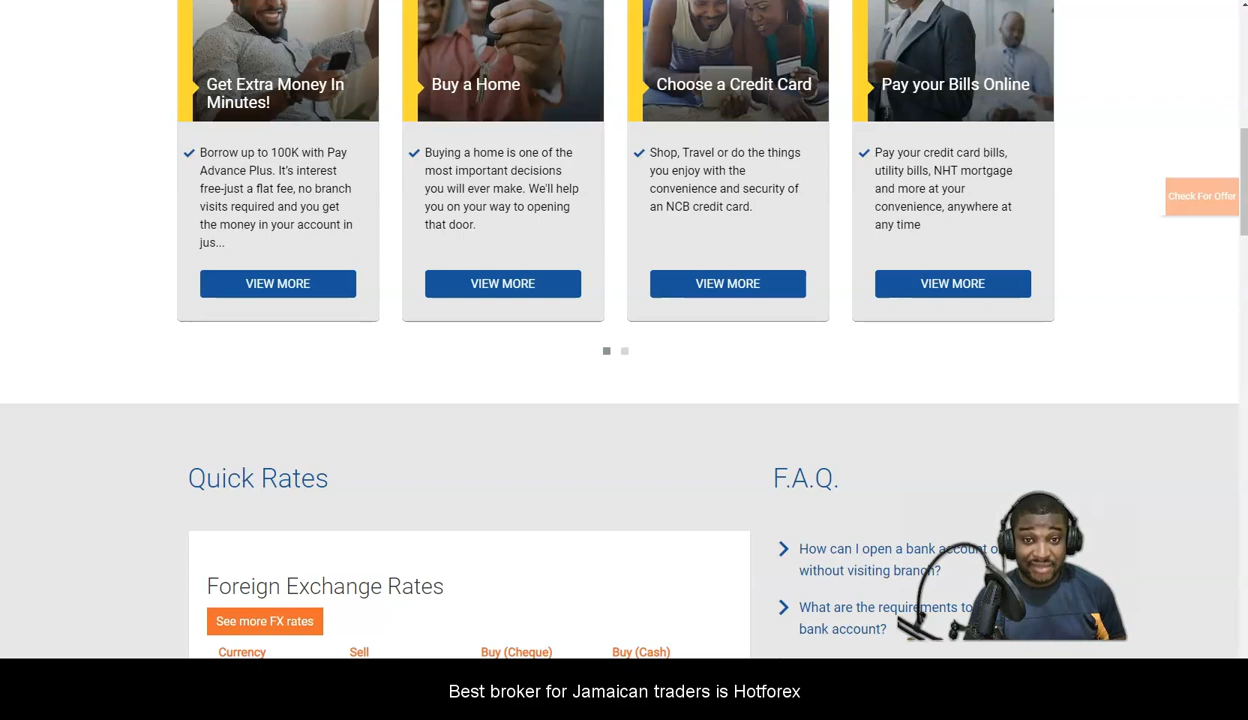 Get Extra Money In
Minutes!
Buy a Home
Choose a Credit Card
Pay your Bills Online
Borrow up to 100K with Pay
Advance Plus. It's interest
free-just a flat fee, no branch
visits required and you get
the money in your account in
jus...
Buying a home is one of the
most important decisions
you will ever make. We'll help
you on your way to opening
that door.
Shop, Travel or do the things
you enjoy with the
convenience and security of
an NCB credit card.
Pay your credit card bills,
utility bills, NHT mortgage
and more at your
convenience, anywhere at
any time
Check For Offer
VIEW MORE
VIEW MORE
VIEW MORE
VIEW MORE
Quick Rates
F.A.Q.
Foreign Exchange Rates
See more FX rates
Currency
Sell
Buy (Cheque)
Buy (Cash)
How can I open a bank account
without visiting branch?
What are the requirements to
bank account?
Best broker for Jamaican traders is Hotforex